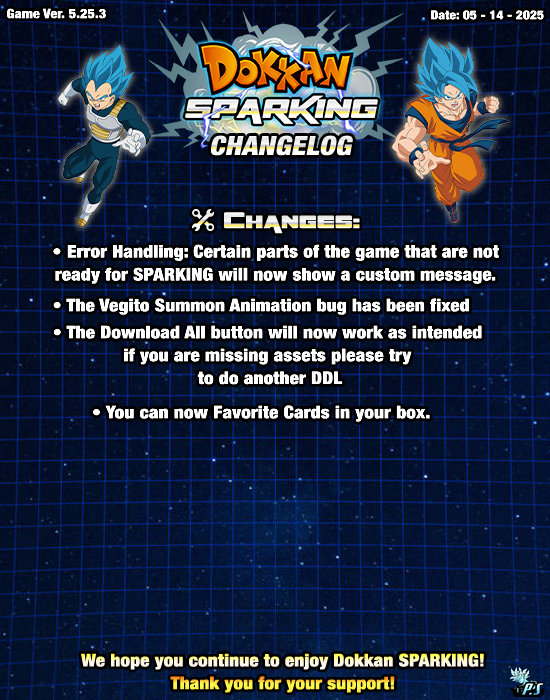 Game Ver. 5.25.3
Date: 05 - 14 - 2025
DOKKAN
SPARKING
CHANGELOG
CHANGES:
• Error Handling: Certain parts of the game that are not
ready for SPARKING will now show a custom message.
• The Vegito Summon Animation bug has been fixed
• The Download All button will now work as intended
if you are missing assets please try
to do another DDL
• You can now Favorite Cards in your box.
We hope you continue to enjoy Dokkan SPARKING!
Thank you for your support!